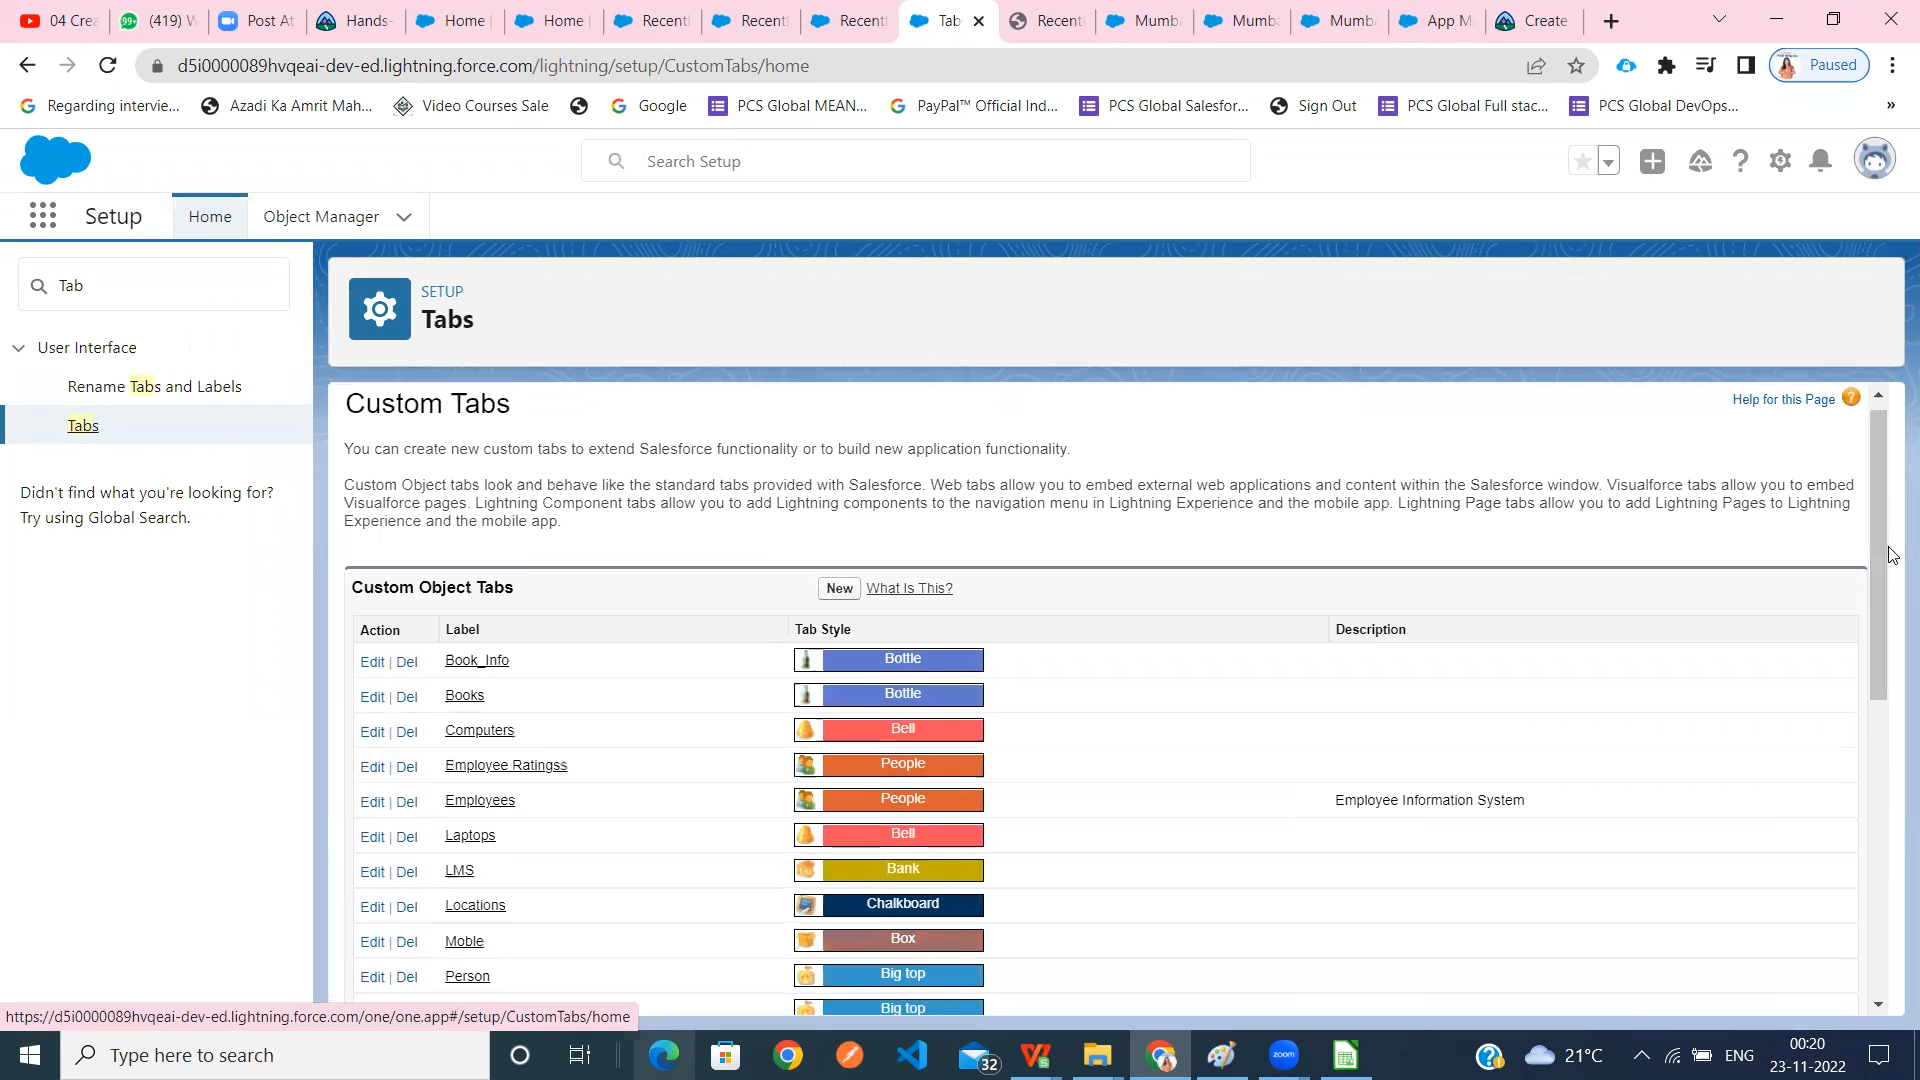 04 Crea
(419) W
Post At
Hands-
Home |
Home |
Recentl
Recentl
Recentl
Tab
Recentl
Mumba
Mumba
Mumba
App Ma
Create
d5i0000089hvqeai-dev-ed.lightning.force.com/lightning/setup/CustomTabs/home
Paused
Regarding intervie...
Azadi Ka Amrit Mah...
Video Courses Sale
Google
PCS Global MEAN...
PayPal™ Official Ind...
PCS Global Salesfor...
Sign Out
PCS Global Full stac...
PCS Global DevOps...
»
Search Setup
Setup
Home
Object Manager
Tab
User Interface
Rename Tabs and Labels
Tabs
Didn't find what you're looking for?
Try using Global Search.
SETUP
Tabs
Custom Tabs
Help for this Page
You can create new custom tabs to extend Salesforce functionality or to build new application functionality.
Custom Object tabs look and behave like the standard tabs provided with Salesforce. Web tabs allow you to embed external web applications and content within the Salesforce window. Visualforce tabs allow you to embed
Visualforce pages. Lightning Component tabs allow you to add Lightning components to the navigation menu in Lightning Experience and the mobile app. Lightning Page tabs allow you to add Lightning Pages to Lightning
Experience and the mobile app.
Custom Object Tabs
New
What Is This?
Action Label Tab Style Description
Edit | Del Book_Info Bottle
Edit | Del Books Bottle
Edit | Del Computers Bell
Edit | Del Employee Ratingss People
Edit | Del Employees People Employee Information System
Edit | Del Laptops Bell
Edit | Del LMS Bank
Edit | Del Locations Chalkboard
Edit | Del Moble Box
Edit | Del Person Big top
Big top
https://d5i0000089hvqeai-dev-ed.lightning.force.com/one/one.app#/setup/CustomTabs/home
Type here to search
32
zoom
21°C
ENG
00:20
23-11-2022